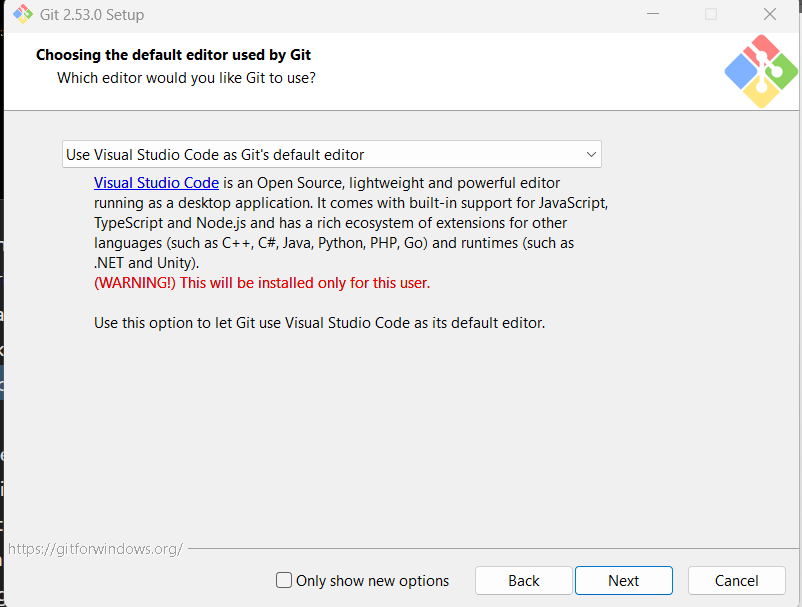 Git 2.53.0 Setup
Choosing the default editor used by Git
Which editor would you like Git to use?
Use Visual Studio Code as Git's default editor
Visual Studio Code is an Open Source, lightweight and powerful editor
running as a desktop application. It comes with built-in support for JavaScript,
TypeScript and Node.js and has a rich ecosystem of extensions for other
languages (such as C++, C#, Java, Python, PHP, Go) and runtimes (such as
.NET and Unity).
(WARNING!) This will be installed only for this user.
Use this option to let Git use Visual Studio Code as its default editor.
https://gitforwindows.org/
Only show new options
Back
Next
Cancel